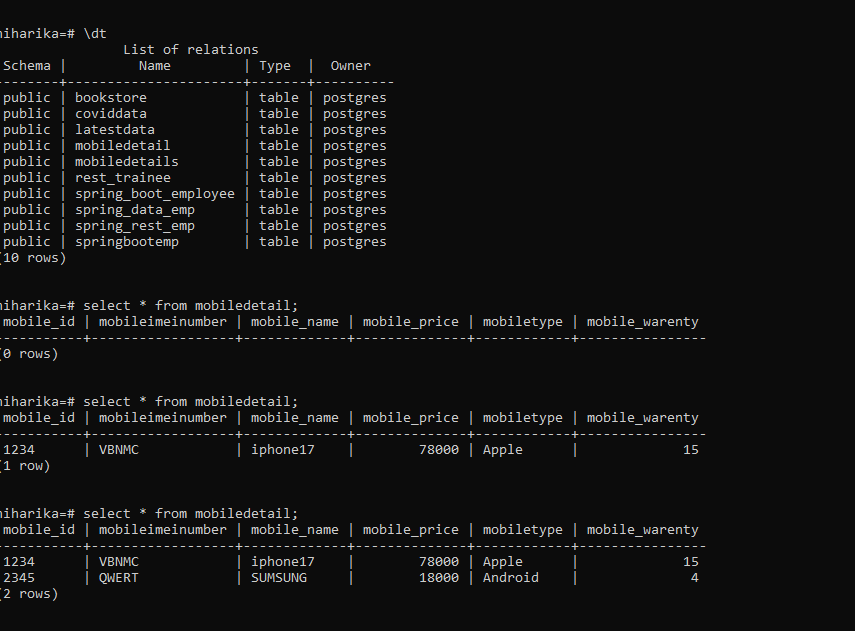 niharika=# \dt
List of relations
Schema | Name | Type | Owner
--------+---------------------+-------+----------
public | bookstore | table | postgres
public | coviddata | table | postgres
public | latestdata | table | postgres
public | mobiledetail | table | postgres
public | mobiledetails | table | postgres
public | rest_trainee | table | postgres
public | spring_boot_employee | table | postgres
public | spring_data_emp | table | postgres
public | spring_rest_emp | table | postgres
public | springbootemp | table | postgres
(10 rows)
niharika=# select * from mobiledetail;
mobile_id | mobileimeinumber | mobile_name | mobile_price | mobiletype | mobile_warenty
-----------+------------------+-------------+--------------+------------+----------------
(0 rows)
niharika=# select * from mobiledetail;
mobile_id | mobileimeinumber | mobile_name | mobile_price | mobiletype | mobile_warenty
-----------+------------------+-------------+--------------+------------+----------------
1234 | VBNMC | iphone17 | 78000 | Apple | 15
(1 row)
niharika=# select * from mobiledetail;
mobile_id | mobileimeinumber | mobile_name | mobile_price | mobiletype | mobile_warenty
-----------+------------------+-------------+--------------+------------+----------------
1234 | VBNMC | iphone17 | 78000 | Apple | 15
2345 | QWERT | SUMSUNG | 18000 | Android | 4
(2 rows)